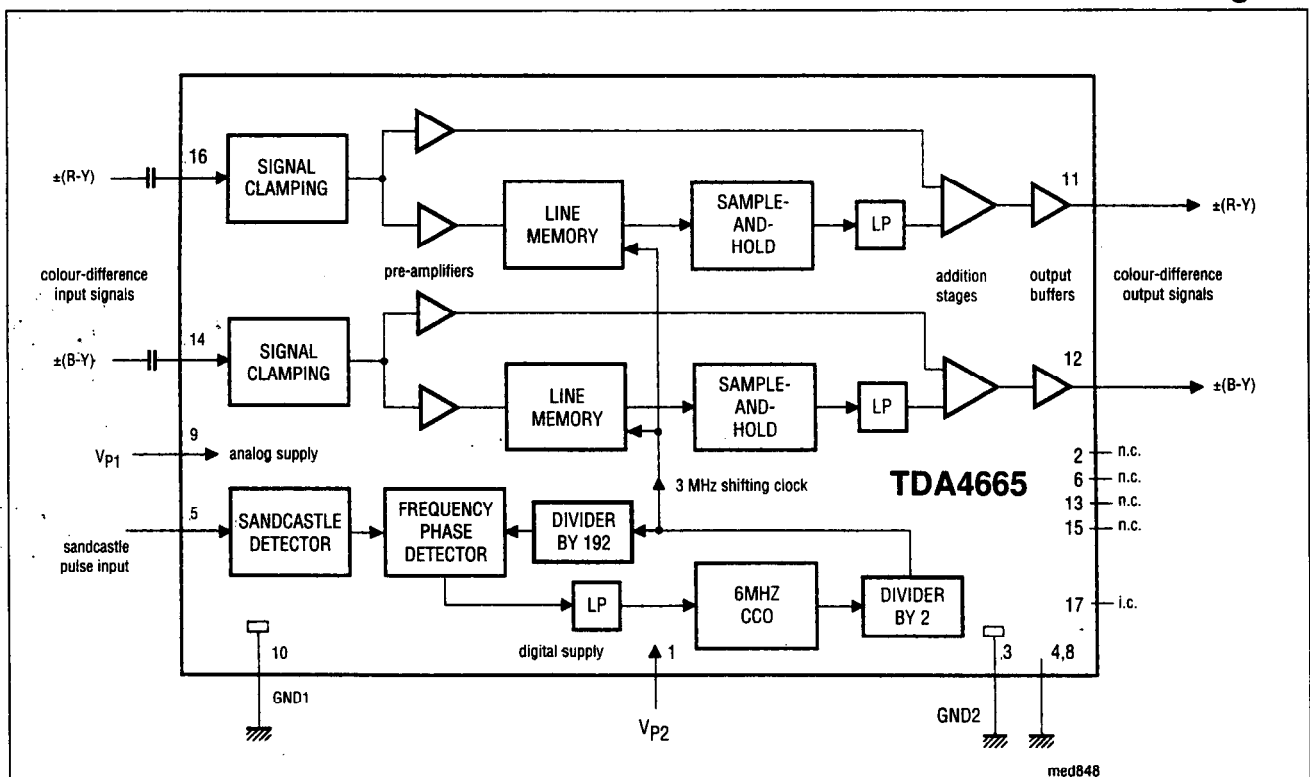 16
±(R-Y)
SIGNAL
CLAMPING
LINE
MEMORY
SAMPLE-
AND-
HOLD
LP
11
±(R-Y)
colour-difference
input signals
pre-amplifiers
addition
stages
output
buffers
colour-difference
output signals
14
±(B-Y)
SIGNAL
CLAMPING
LINE
MEMORY
SAMPLE-
AND-
HOLD
LP
12
±(B-Y)
9
VP1
analog supply
2 n.c.
6 n.c.
13 n.c.
15 n.c.
17 i.c.
3 MHz shifting clock
TDA4665
5
sandcastle
pulse input
SANDCASTLE
DETECTOR
FREQUENCY
PHASE
DETECTOR
DIVIDER
BY 192
LP
6MHZ
CCO
DIVIDER
BY 2
10
GND1
digital supply
1
VP2
3
GND2
4,8
med848